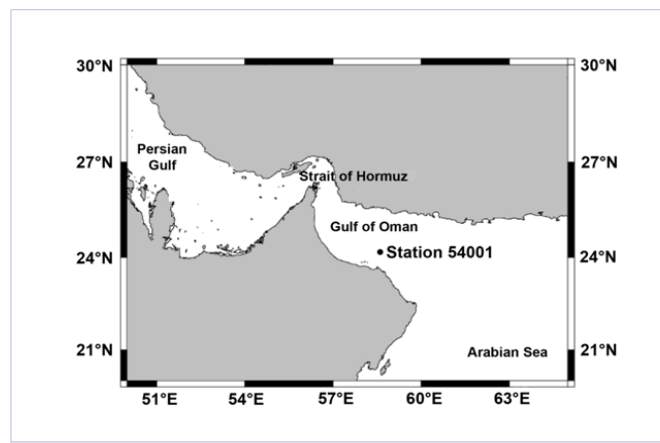 30°N
30°N
Persian
Gulf
27°N
27°N
Strait of Hormuz
Gulf of Oman
24°N
Station 54001
24°N
21°N
Arabian Sea
21°N
51°E 54°E 57°E 60°E 63°E